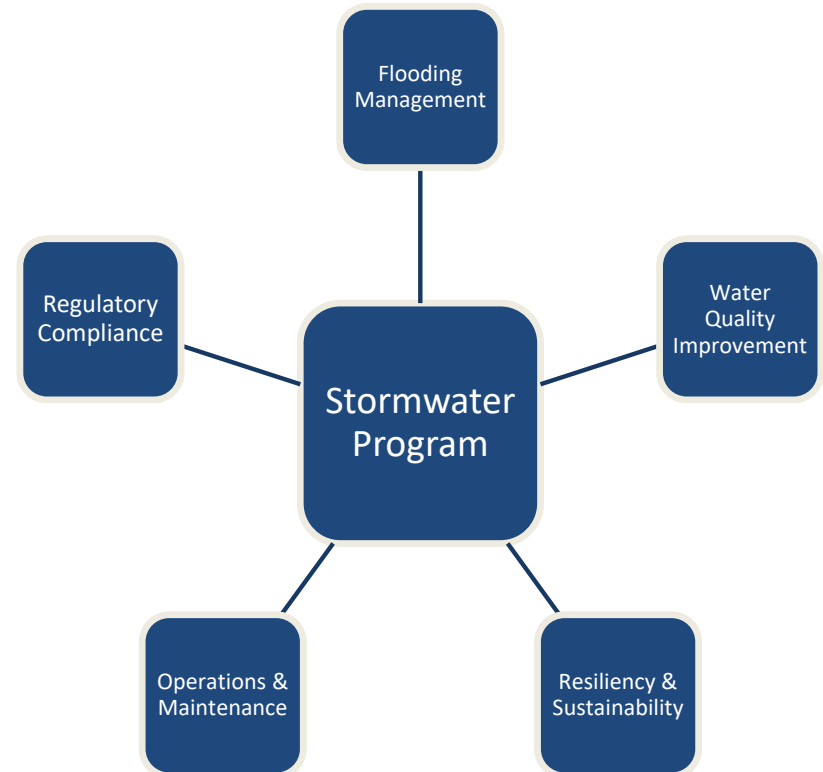 Flooding
Management
Regulatory
Compliance
Water
Quality
Improvement
Stormwater
Program
Operations &
Maintenance
Resiliency &
Sustainability